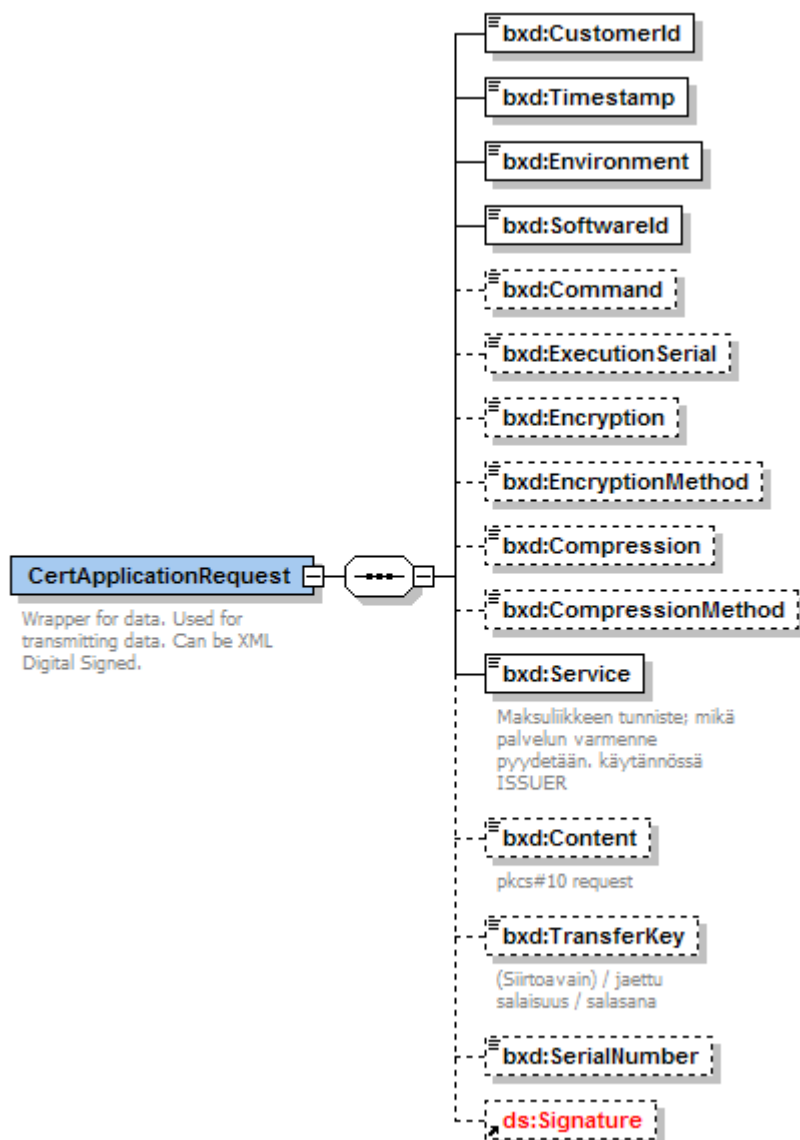 bxd:CustomerId
bxd:Timestamp
bxd:Environment
bxd:SoftwareId
bxd:Command
bxd:ExecutionSerial
bxd:Encryption
bxd:EncryptionMethod
bxd:Compression
CertApplicationRequest
Wrapper for data. Used for
transmitting data. Can be XML
Digital Signed.
bxd:CompressionMethod
bxd:Service
Maksuliikkeen tunniste; mikä
palvelun varmenne
pyydetään. käytännössä
ISSUER
bxd:Content
pkcs#10 request
bxd:TransferKey
(Siirtoavain) / jaettu
salaisuus / salasana
bxd:SerialNumber
ds:Signature